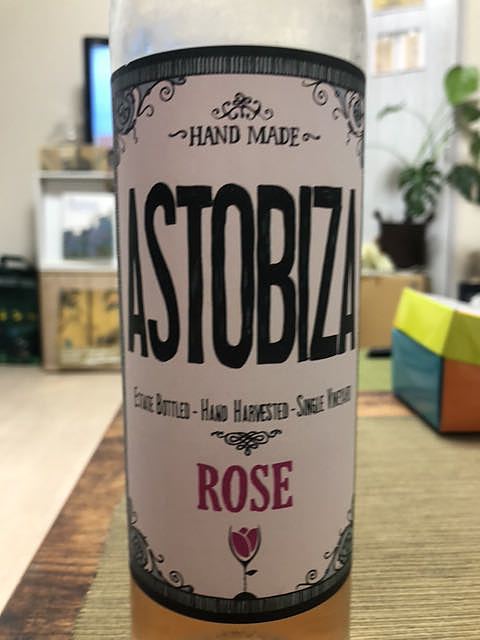 HAND MADE
ASTOBIZA
ESTATE BOTTLED - HAND HARVESTED - SINGLE VINEYARD
ROSE